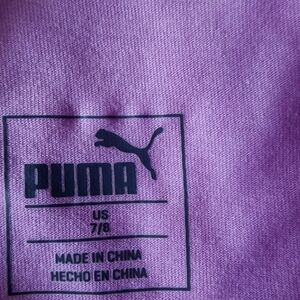 PUMA
US
7/8
MADE IN CHINA
HECHO EN CHINA